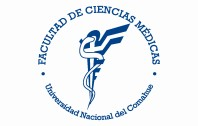 • FACULTAD DE CIENCIAS MÉDICAS •
Universidad Nacional del Comahue